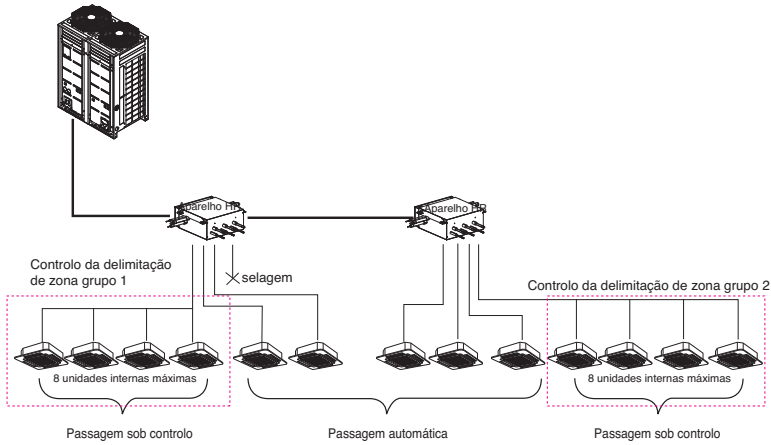 Aparelho HR
Aparelho HR
Controlo da delimitação
de zona grupo 1
selagem
Controlo da delimitação de zona grupo 2
8 unidades internas máximas
8 unidades internas máximas
Passagem sob controlo
Passagem automática
Passagem sob controlo